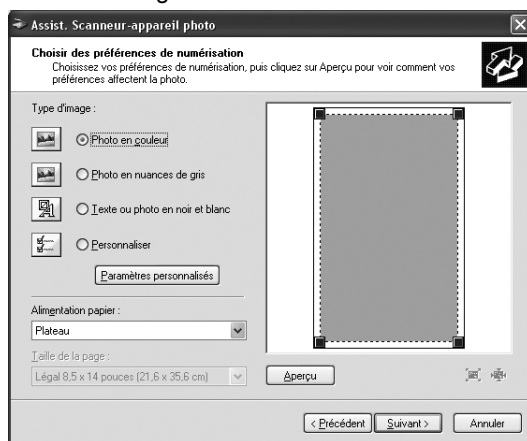 Assist. Scanneur-appareil photo
Choisir des préférences de numérisation
Choisissez vos préférences de numérisation, puis cliquez sur Aperçu pour voir comment vos
préférences affectent la photo.
Type d'image :
Photo en couleur
Photo en nuances de gris
Texte ou photo en noir et blanc
Personnaliser
Paramètres personnalisés
Alimentation papier :
Plateau
Taille de la page :
Légal 8,5 x 14 pouces (21,6 x 35,6 cm)
Aperçu
< Précédent
Suivant >
Annuler